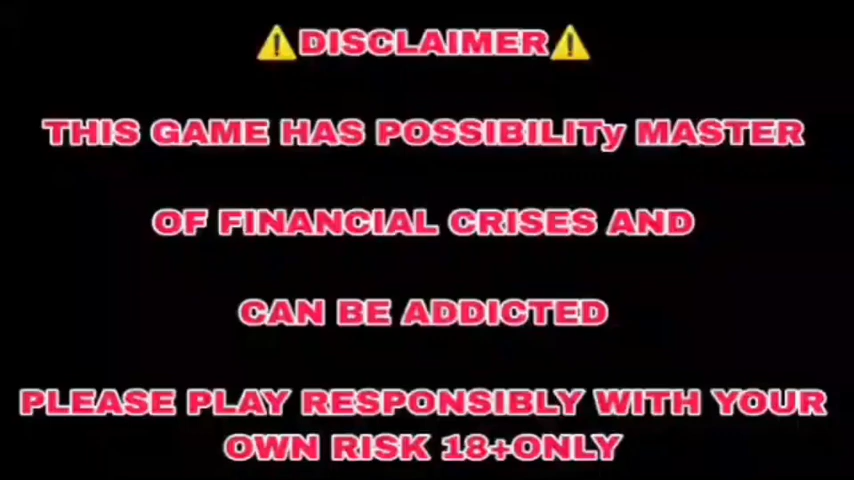 ⚠️DISCLAIMER⚠️
THIS GAME HAS POSSIBILITy MASTER
OF FINANCIAL CRISES AND
CAN BE ADDICTED
PLEASE PLAY RESPONSIBLY WITH YOUR
OWN RISK 18+ONLY